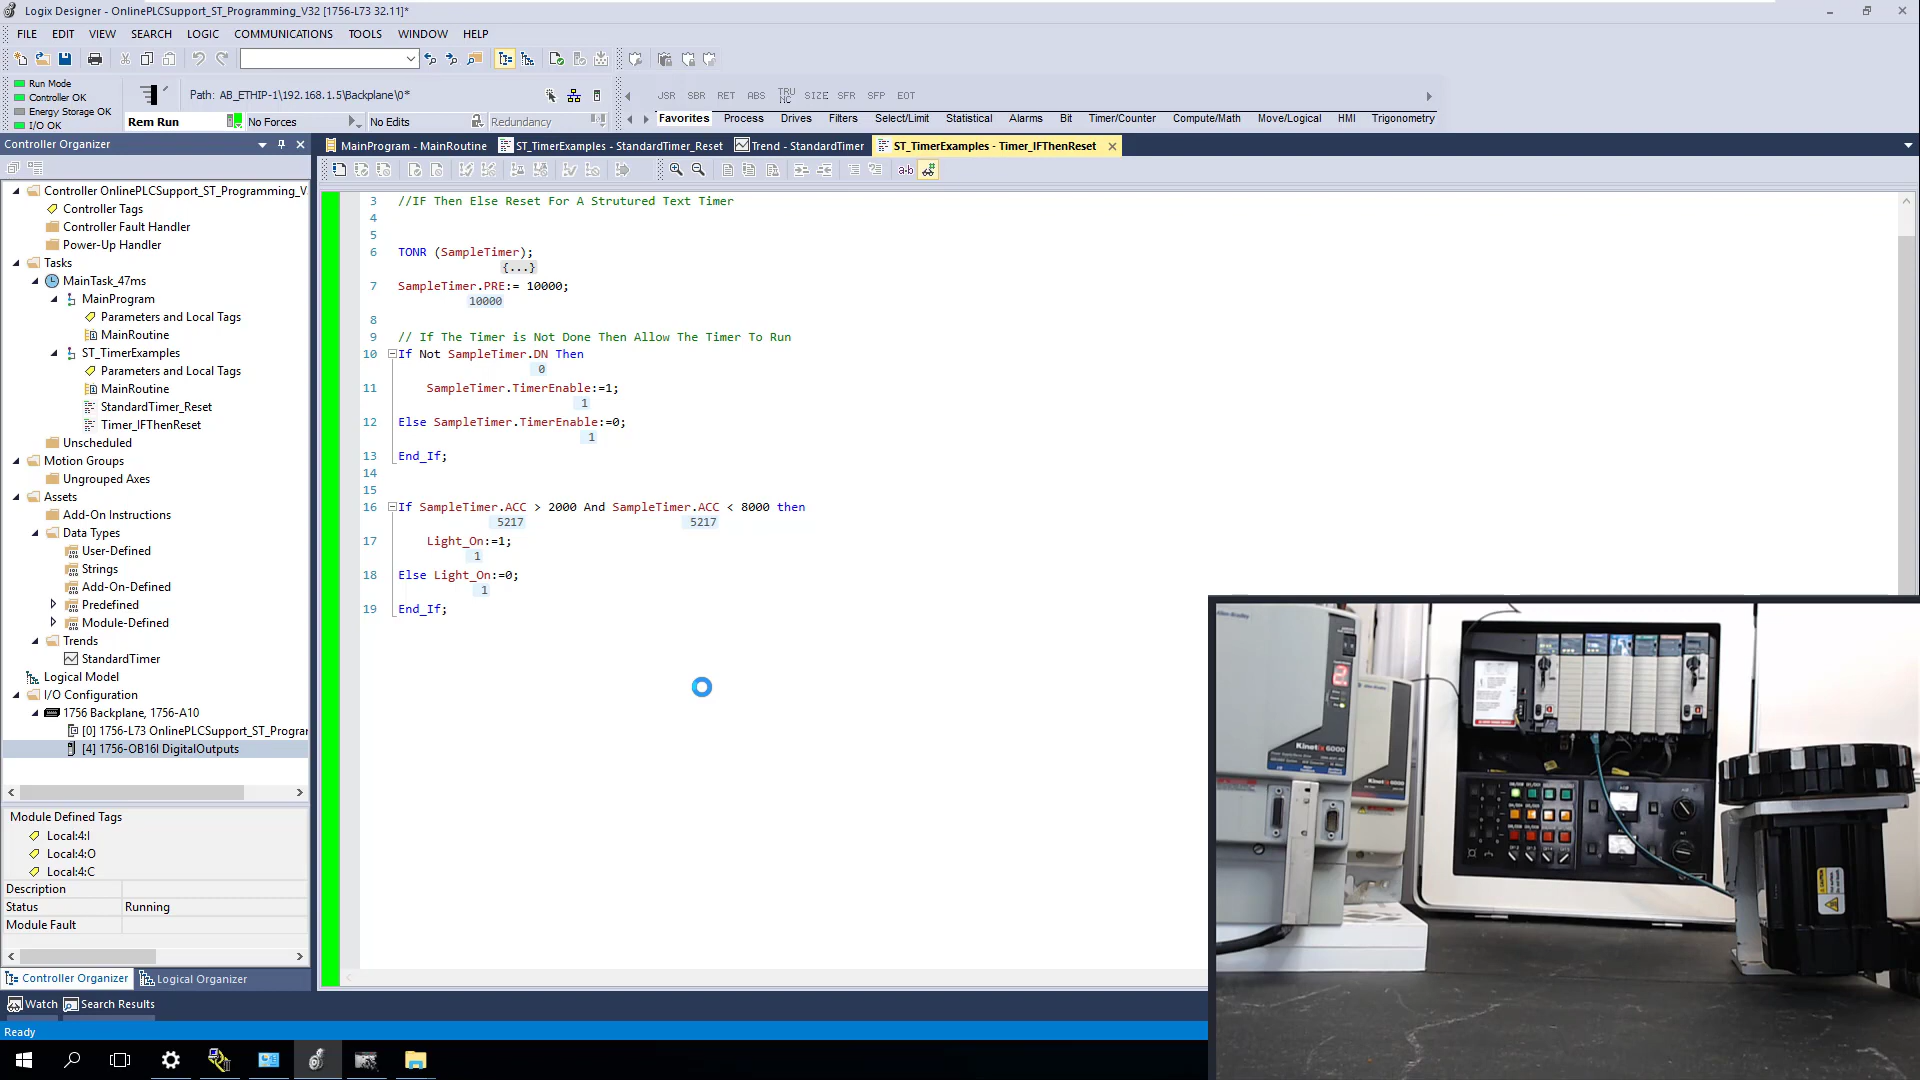 Logix Designer - OnlinePLCSupport_ST_Programming_V32 [1756-L73 32.11]*
FILE EDIT VIEW SEARCH LOGIC COMMUNICATIONS TOOLS WINDOW HELP
Run Mode
Controller OK
Energy Storage OK
I/O OK
Path: AB_ETHIP-1\192.168.1.5\Backplane\0*
Rem Run No Forces No Edits Redundancy
JSR SBR RET ABS TRUNC SIZE SFR SFP EOT
Favorites Process Drives Filters Select/Limit Statistical Alarms Bit Timer/Counter Compute/Math Move/Logical HMI Trigonometry
Controller Organizer
MainProgram - MainRoutine ST_TimerExamples - StandardTimer_Reset Trend - StandardTimer ST_TimerExamples - Timer_IFThenReset
Controller OnlinePLCSupport_ST_Programming_V
Controller Tags
Controller Fault Handler
Power-Up Handler
Tasks
MainTask_47ms
MainProgram
Parameters and Local Tags
MainRoutine
ST_TimerExamples
Parameters and Local Tags
MainRoutine
StandardTimer_Reset
Timer_IFThenReset
Unscheduled
Motion Groups
Ungrouped Axes
Assets
Add-On Instructions
Data Types
User-Defined
Strings
Add-On-Defined
Predefined
Module-Defined
Trends
StandardTimer
Logical Model
I/O Configuration
1756 Backplane, 1756-A10
[0] 1756-L73 OnlinePLCSupport_ST_Prograr
[4] 1756-OB16I DigitalOutputs
Module Defined Tags
Local:4:I
Local:4:O
Local:4:C
Description
Status Running
Module Fault
Controller Organizer Logical Organizer
Watch Search Results
Ready
3 //IF Then Else Reset For A Strutured Text Timer
4
5
6 TONR (SampleTimer);
{...}
7 SampleTimer.PRE:= 10000;
10000
8
9 // If The Timer is Not Done Then Allow The Timer To Run
10 If Not SampleTimer.DN Then
0
11 SampleTimer.TimerEnable:=1;
1
12 Else SampleTimer.TimerEnable:=0;
1
13 End_If;
14
15
16 If SampleTimer.ACC > 2000 And SampleTimer.ACC < 8000 then
5217 5217
17 Light_On:=1;
1
18 Else Light_On:=0;
1
19 End_If;
a-b
Kinetix 6000
Kinetix 6000